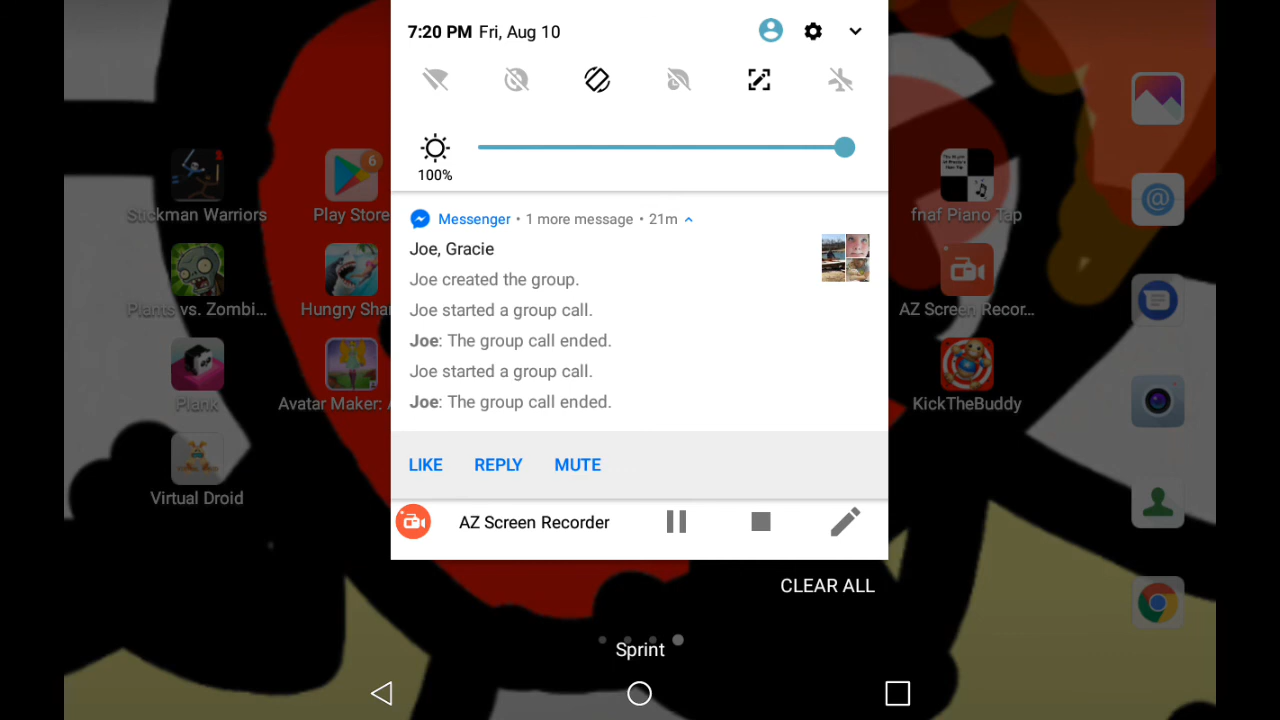 7:20 PM Fri, Aug 10
100%
Messenger • 1 more message • 21m
Joe, Gracie
Joe created the group.
Joe started a group call.
Joe: The group call ended.
Joe started a group call.
Joe: The group call ended.
LIKE REPLY MUTE
AZ Screen Recorder
CLEAR ALL
Stickman Warriors
Play Store
6
fnaf Piano Tap
Plants vs. Zombi...
Hungry Sha
AZ Screen Recor...
Plank
Avatar Maker:
KickTheBuddy
Virtual Droid
Sprint